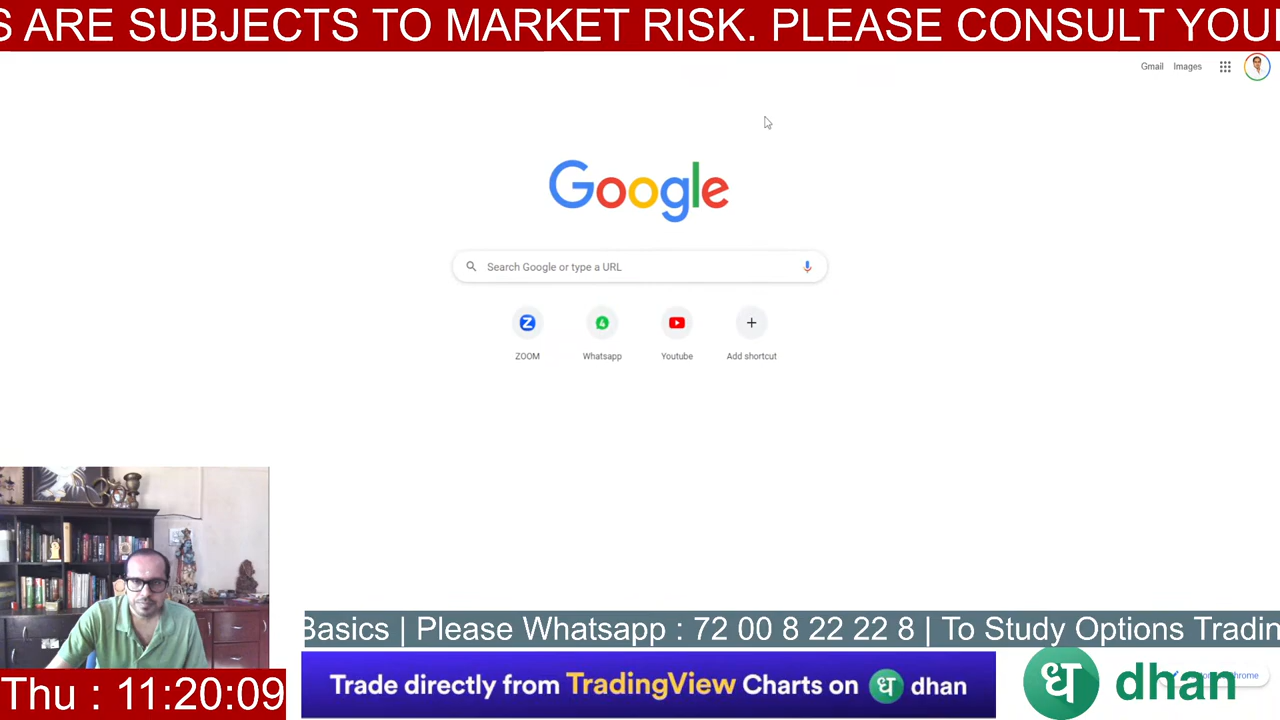 S ARE SUBJECTS TO MARKET RISK. PLEASE CONSULT YOU
Gmail Images
Google
Search Google or type a URL
ZOOM Whatsapp Youtube Add shortcut
Basics | Please Whatsapp : 72 00 8 22 22 8 | To Study Options Tradin
Trade directly from TradingView Charts on ध dhan
ध dhan
Thu : 11:20:09